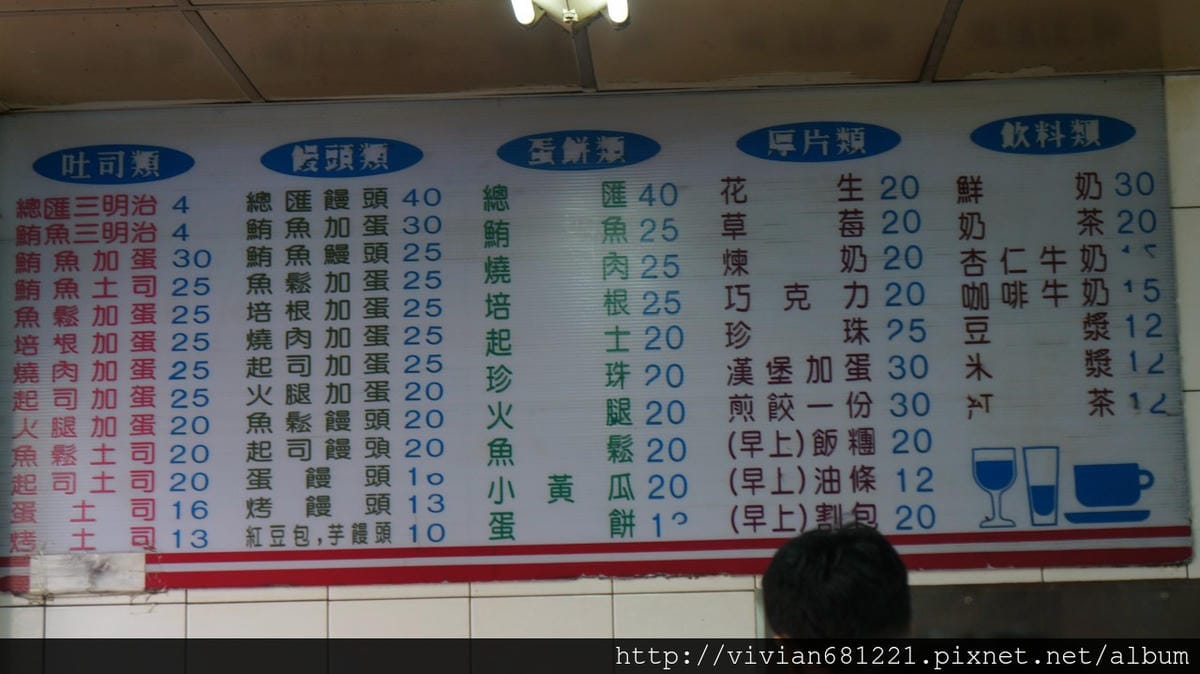 吐司類
總匯三明治 4
鮪魚三明治 4
鮪魚加蛋 30
鮪魚土司 25
魚鬆加蛋 25
培根加蛋 25
燒肉加蛋 25
起司加蛋 25
火腿加蛋 20
魚鬆土司 20
起司土司 20
蛋土司 16
烤土司 13
饅頭類
總匯饅頭 40
鮪魚加蛋 30
鮪魚饅頭 25
魚鬆加蛋 25
培根加蛋 25
燒肉加蛋 25
起司加蛋 25
火腿加蛋 20
魚鬆饅頭 20
起司饅頭 20
蛋饅頭 16
烤饅頭 13
紅豆包,芋饅頭 10
蛋餅類
總匯 40
鮪魚 25
燒肉 25
培根 25
起士 20
珍珠 20
火腿 20
魚鬆 20
小黃瓜 20
蛋餅
厚片類
花生 20
草莓 20
煉奶 20
巧克力 20
珍珠 25
漢堡加蛋 30
煎餃一份 30
(早上)飯糰 20
(早上)油條 12
(早上)割包 20
飲料類
鮮奶 30
奶茶 20
杏仁牛奶
咖啡牛奶 15
豆漿 12
米漿 12
紅茶 12
http://vivian681221.pixnet.net/album